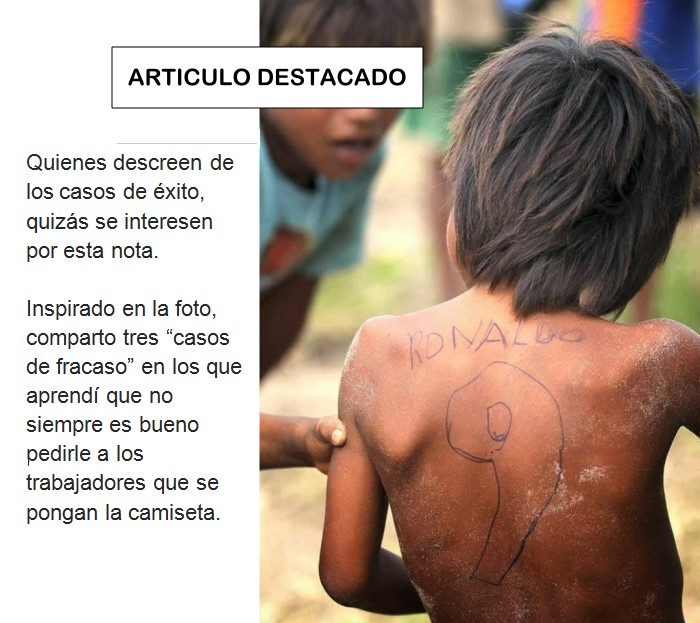 ARTICULO DESTACADO
Quienes descreen de
los casos de éxito,
quizás se interesen
por esta nota.
Inspirado en la foto,
comparto tres “casos
de fracaso” en los que
aprendí que no
siempre es bueno
pedirle a los
trabajadores que se
pongan la camiseta.
RONALDO
9